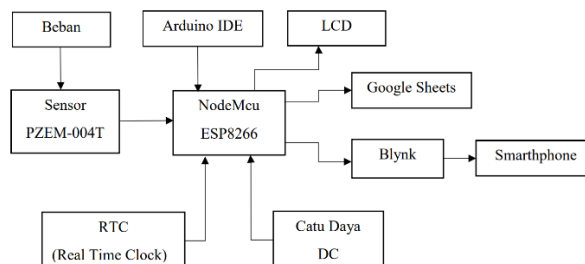 Beban
Arduino IDE
LCD
Sensor
PZEM-004T
NodeMcu
ESP8266
Google Sheets
Blynk
Smarthphone
RTC
(Real Time Clock)
Catu Daya
DC